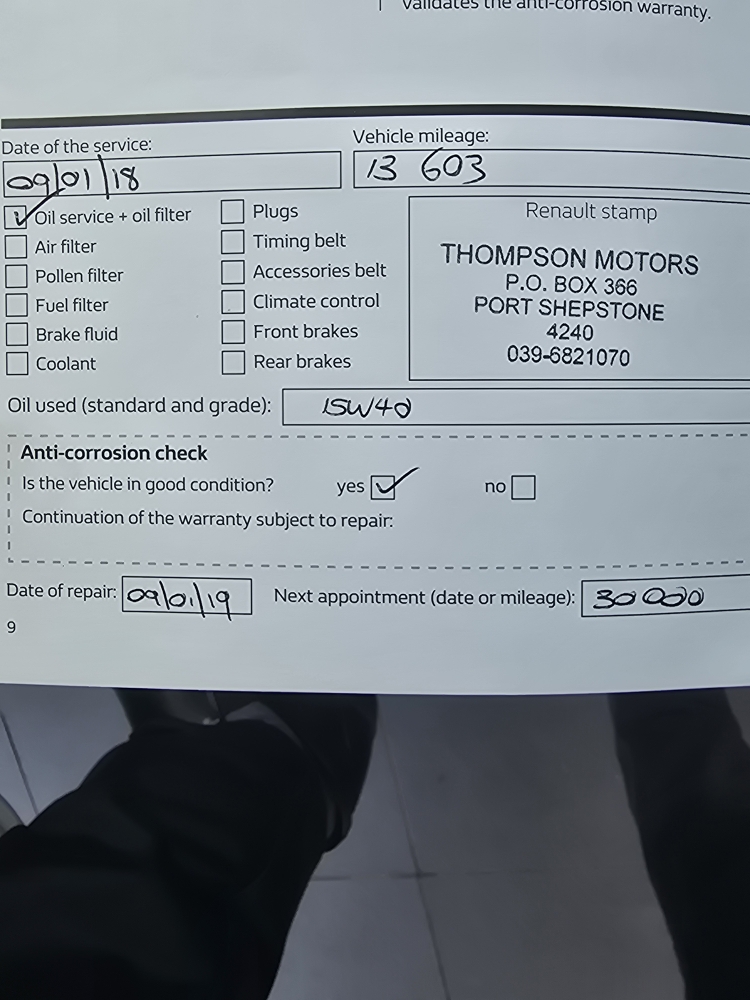 validates the anti-corrosion warranty.
Date of the service:
09/01/18
Vehicle mileage:
13 603
Oil service + oil filter
Air filter
Pollen filter
Fuel filter
Brake fluid
Coolant
Plugs
Timing belt
Accessories belt
Climate control
Front brakes
Rear brakes
Renault stamp
THOMPSON MOTORS
P.O. BOX 366
PORT SHEPSTONE
4240
039-6821070
Oil used (standard and grade): 15W40
Anti-corrosion check
Is the vehicle in good condition? yes no
Continuation of the warranty subject to repair:
Date of repair: 09/01/19 Next appointment (date or mileage): 30 000
9